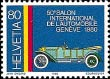 HELVETIA 80
50e SALON
INTERNATIONAL
DE L'AUTOMOBILE
GENÈVE 1980